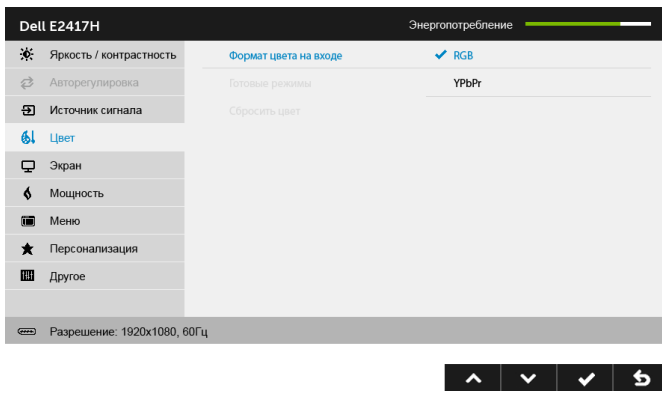 Dell E2417H
Энергопотребление
Яркость / контрастность
Формат цвета на входе
RGB
Авторегулировка
Готовые режимы
YPbPr
Источник сигнала
Сбросить цвет
Цвет
Экран
Мощность
Меню
Персонализация
Другое
Разрешение: 1920x1080, 60Гц